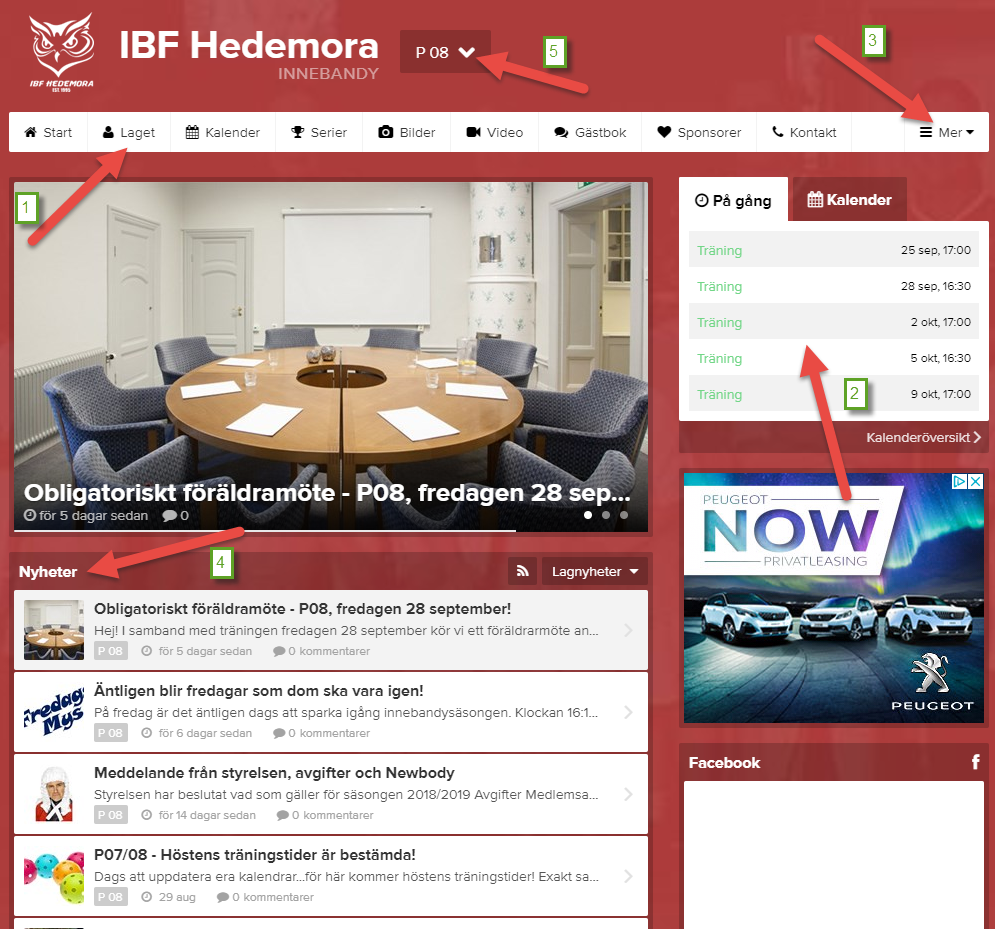 IBF Hedemora
INNEBANDY
IBF HEDEMORA
EST. 1995
P 08
5
3
Start
Laget
Kalender
Serier
Bilder
Video
Gästbok
Sponsorer
Kontakt
Mer
1
Obligatoriskt föräldramöte - P08, fredagen 28 sep...
för 5 dagar sedan 0
På gång
Kalender
Träning 25 sep, 17:00
Träning 28 sep, 16:30
Träning 2 okt, 17:00
Träning 5 okt, 16:30
Träning 9 okt, 17:00
2
Kalenderöversikt
4
Nyheter
Lagnyheter
Obligatoriskt föräldramöte - P08, fredagen 28 september!
Hej! I samband med träningen fredagen 28 september kör vi ett föräldrarmöte an...
P 08 för 5 dagar sedan 0 kommentarer
Fredags
Mys
Äntligen blir fredagar som dom ska vara igen!
På fredag är det äntligen dags att sparka igång innebandysäsongen. Klockan 16:1...
P 08 för 6 dagar sedan 0 kommentarer
Meddelande från styrelsen, avgifter och Newbody
Styrelsen har beslutat vad som gäller för säsongen 2018/2019 Avgifter Medlemsa...
P 08 för 14 dagar sedan 0 kommentarer
P07/08 - Höstens träningstider är bestämda!
Dags att uppdatera era kalendrar...för här kommer höstens träningstider! Exakt sa...
P 08 29 aug 0 kommentarer
PEUGEOT
NOW
PRIVATLEASING
PEUGEOT
Facebook
f